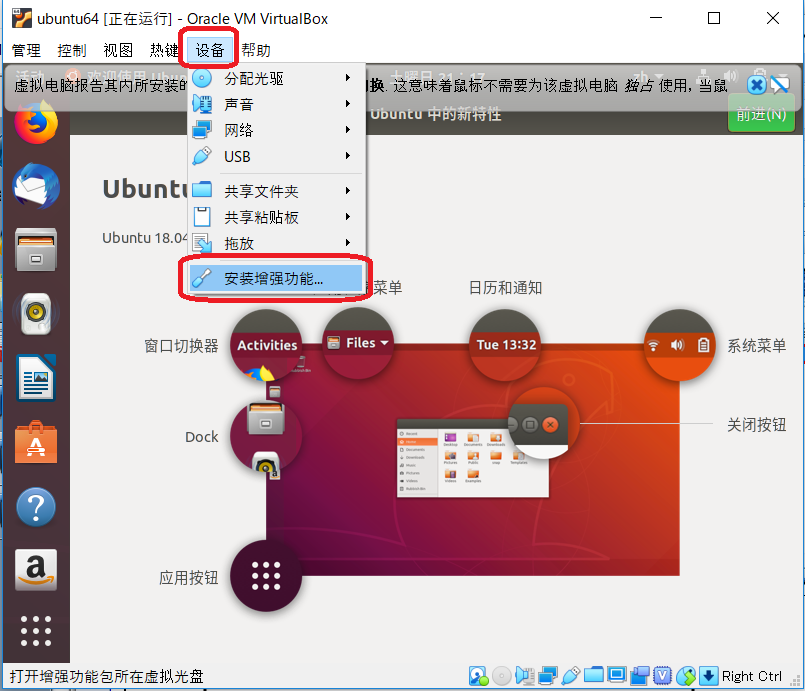 ubuntu64 [正在运行] - Oracle VM VirtualBox
管理 控制 视图 热键 设备 帮助
分配光驱
声音
网络
USB
共享文件夹
共享粘贴板
拖放
安装增强功能...
虚拟电脑报告其内所安装的
换. 这意味着鼠标不需要为该虚拟电脑 独占 使用, 当鼠
Ubuntu 中的新特性
前进(N)
Ubuntu
Ubuntu 18.04
菜单
日历和通知
窗口切换器
Activities
Files
Tue 13:32
系统菜单
关闭按钮
Dock
应用按钮
打开增强功能包所在虚拟光盘
Right Ctrl